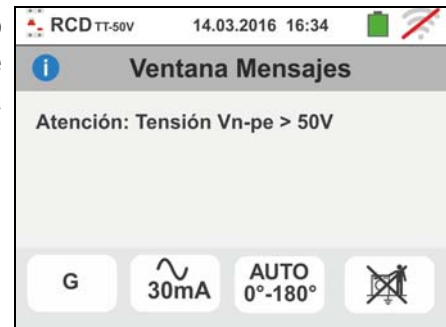 RCD TT-50V 14.03.2016 16:34
Ventana Mensajes
Atención: Tensión Vn-pe > 50V
G
30mA
AUTO
0°-180°